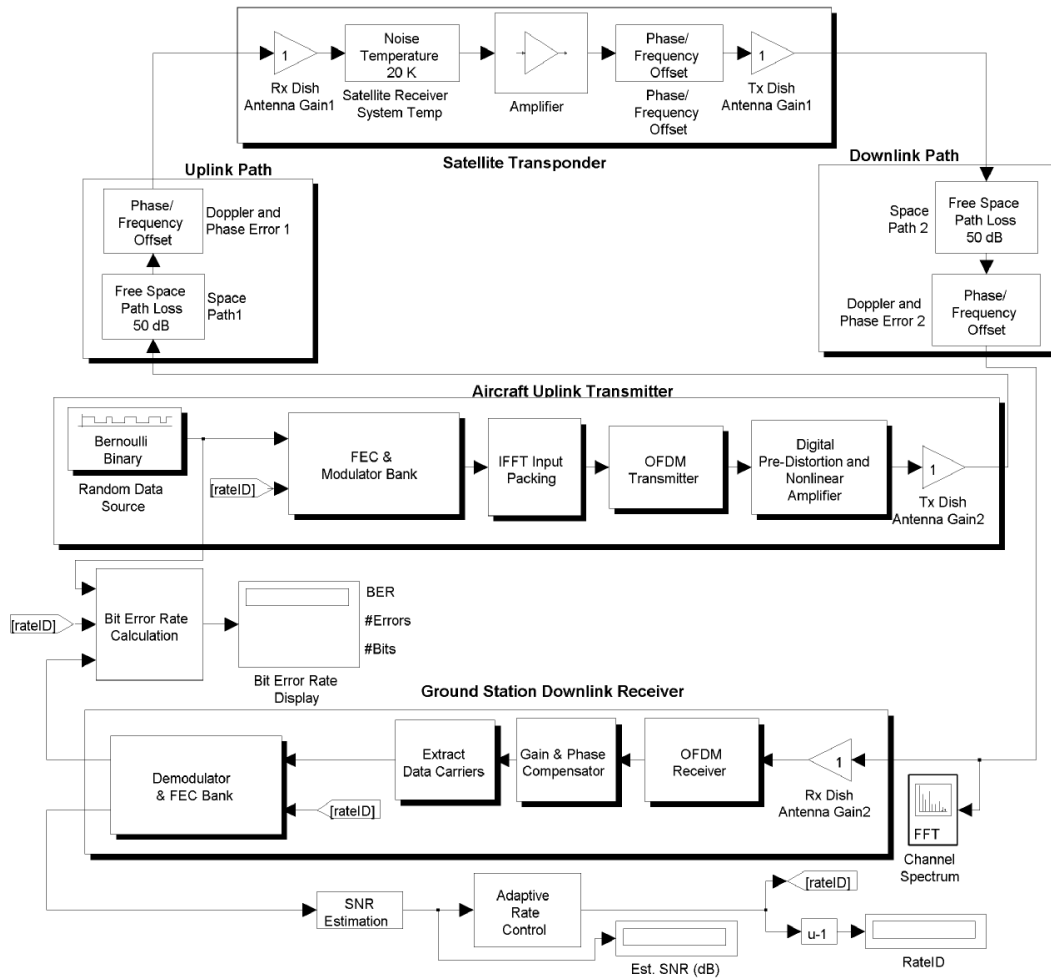 1
Rx Dish
Antenna Gain1
Noise
Temperature
20 K
Satellite Receiver
System Temp
Amplifier
Phase/
Frequency
Offset
Phase/
Frequency
Offset
1
Tx Dish
Antenna Gain1
Satellite Transponder
Uplink Path
Phase/
Frequency
Offset
Doppler and
Phase Error 1
Free Space
Path Loss
50 dB
Space
Path1
Downlink Path
Space
Path 2
Free Space
Path Loss
50 dB
Doppler and
Phase Error 2
Phase/
Frequency
Offset
Aircraft Uplink Transmitter
Bernoulli
Binary
Random Data
Source
[rateID]
FEC &
Modulator Bank
IFFT Input
Packing
OFDM
Transmitter
Digital
Pre-Distortion and
Nonlinear
Amplifier
1
Tx Dish
Antenna Gain2
[rateID]
Bit Error Rate
Calculation
BER
#Errors
#Bits
Bit Error Rate
Display
Ground Station Downlink Receiver
Demodulator
& FEC Bank
[rateID]
Extract
Data Carriers
Gain & Phase
Compensator
OFDM
Receiver
1
Rx Dish
Antenna Gain2
FFT
Channel
Spectrum
SNR
Estimation
Adaptive
Rate
Control
[rateID]
u-1
Est. SNR (dB)
RateID